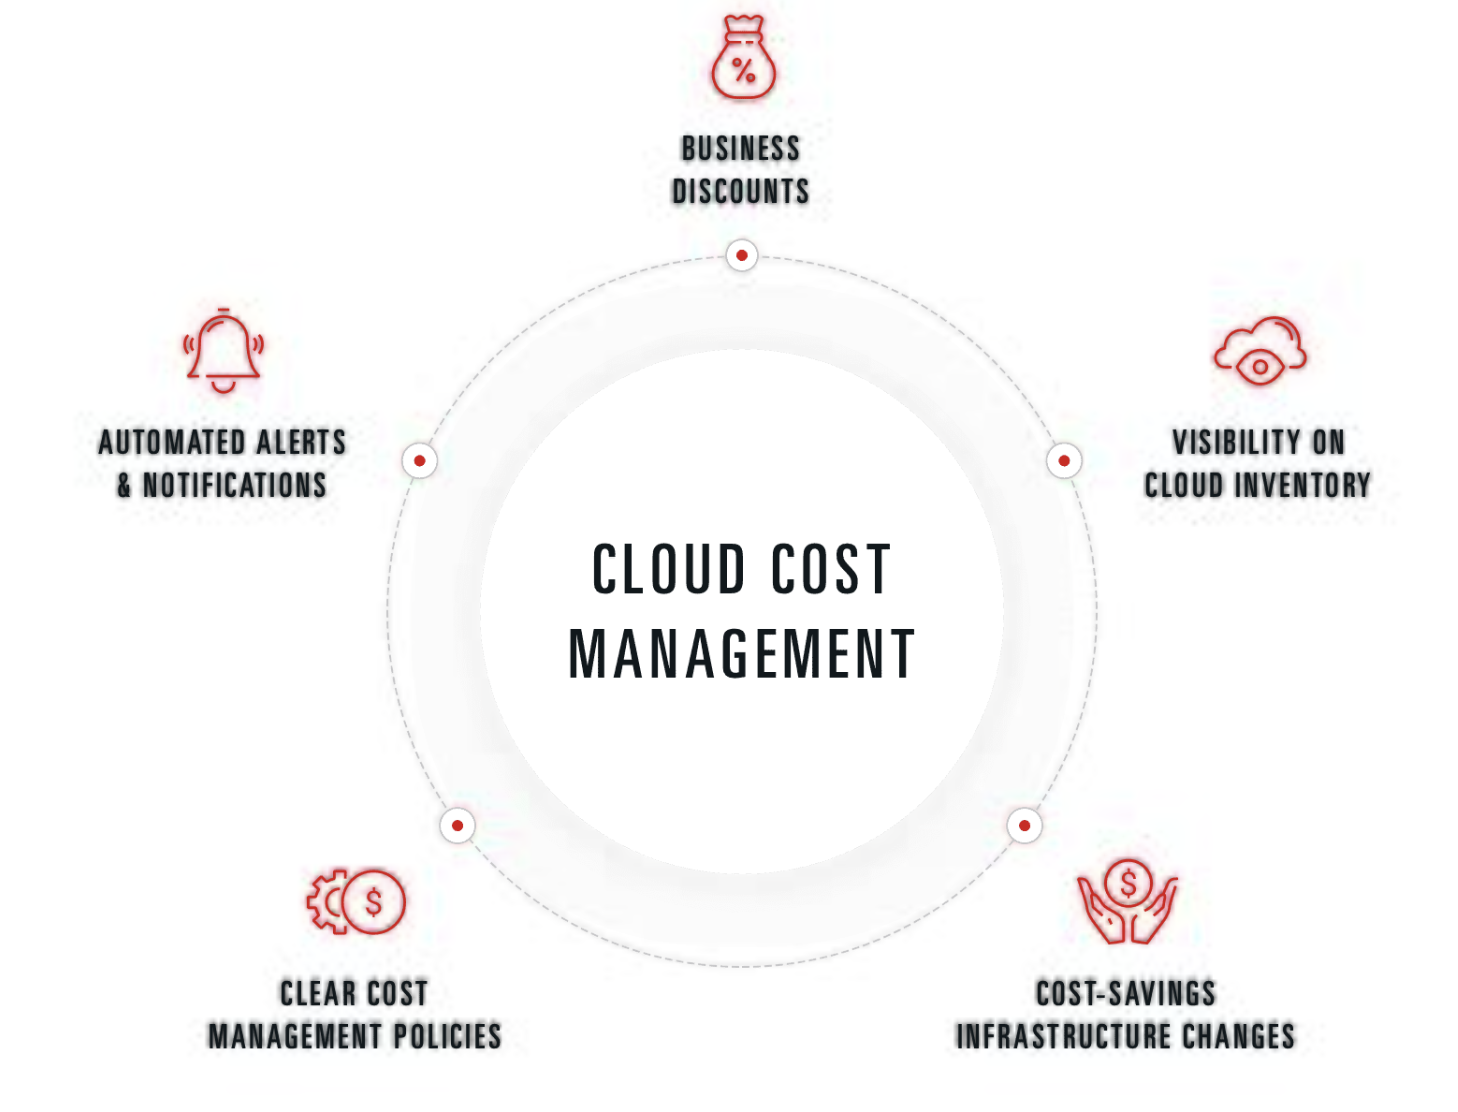 BUSINESS
DISCOUNTS
AUTOMATED ALERTS
& NOTIFICATIONS
VISIBILITY ON
CLOUD INVENTORY
CLOUD COST
MANAGEMENT
CLEAR COST
MANAGEMENT POLICIES
COST-SAVINGS
INFRASTRUCTURE CHANGES